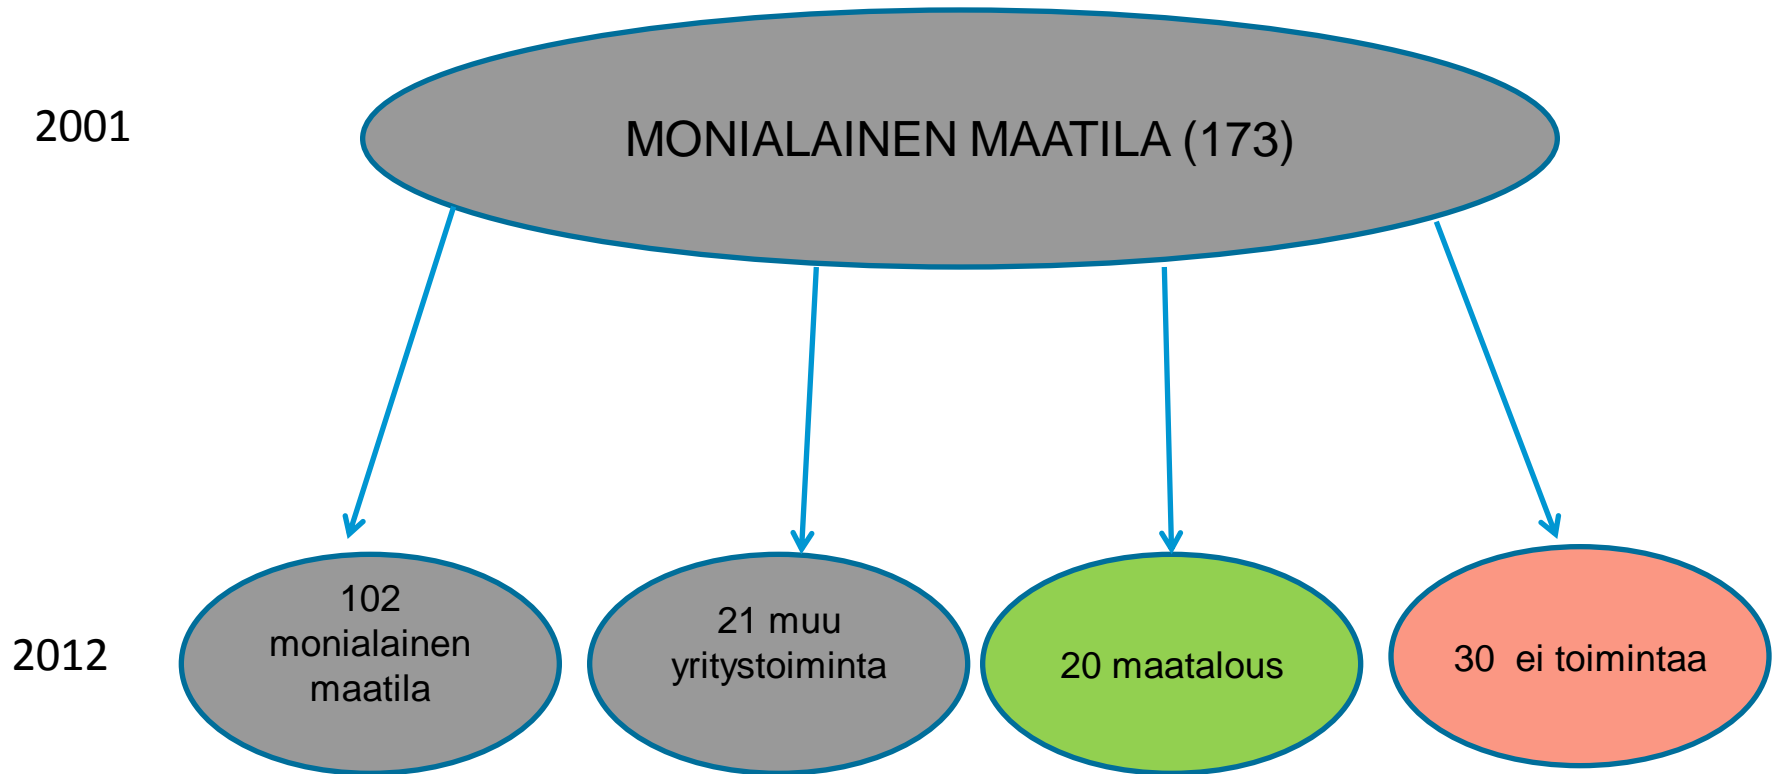 2001
MONIALAINEN MAATILA (173)
2012
102
monialainen
maatila
21 muu
yritystoiminta
20 maatalous
30 ei toimintaa